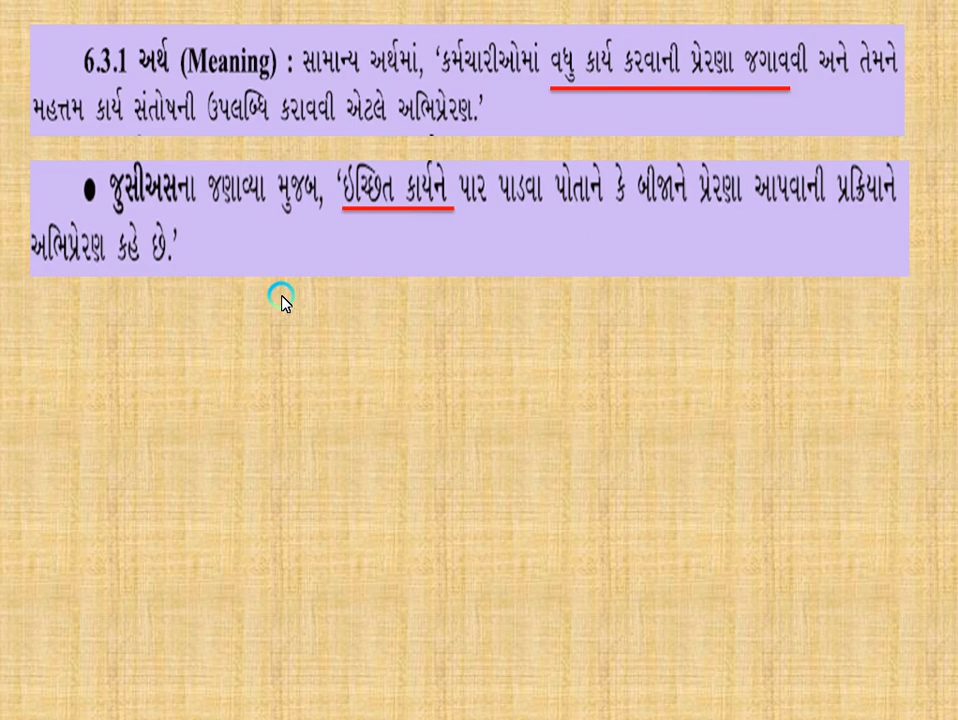 6.3.1 અર્થ (Meaning) : સામાન્ય અર્થમાં, ‘કર્મચારીઓમાં વધુ કાર્ય કરવાની પ્રેરણા જગાવવી અને તેમને
મહત્તમ કાર્ય સંતોષની ઉપલબ્ધિ કરાવવી એટલે અભિપ્રેરણ.’
● જુસીઅસના જણાવ્યા મુજબ, ‘ઇચ્છિત કાર્યને પાર પાડવા પોતાને કે બીજાને પ્રેરણા આપવાની પ્રક્રિયાને
અભિપ્રેરણ કહે છે.’